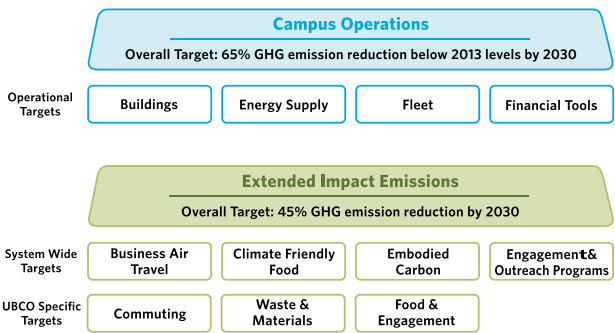 Campus Operations
Overall Target: 65% GHG emission reduction below 2013 levels by 2030
Operational
Targets
Buildings
Energy Supply
Fleet
Financial Tools
Extended Impact Emissions
Overall Target: 45% GHG emission reduction by 2030
System Wide
Targets
Business Air
Travel
Climate Friendly
Food
Embodied
Carbon
Engagement&
Outreach Programs
UBCO Specific
Targets
Commuting
Waste &
Materials
Food &
Engagement